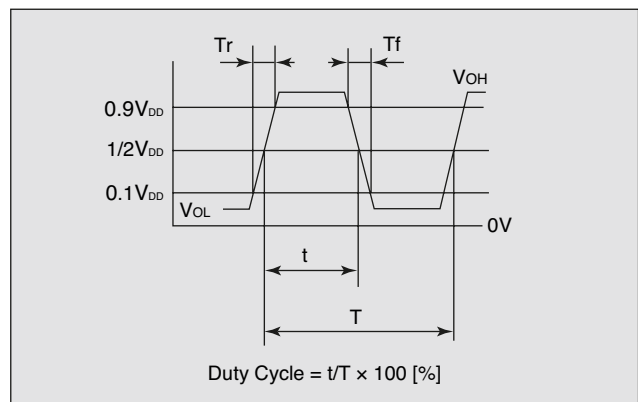 Tr
Tf
VOH
0.9VDD
1/2VDD
0.1VDD
VOL
0V
t
T
Duty Cycle = t/T × 100 [%]